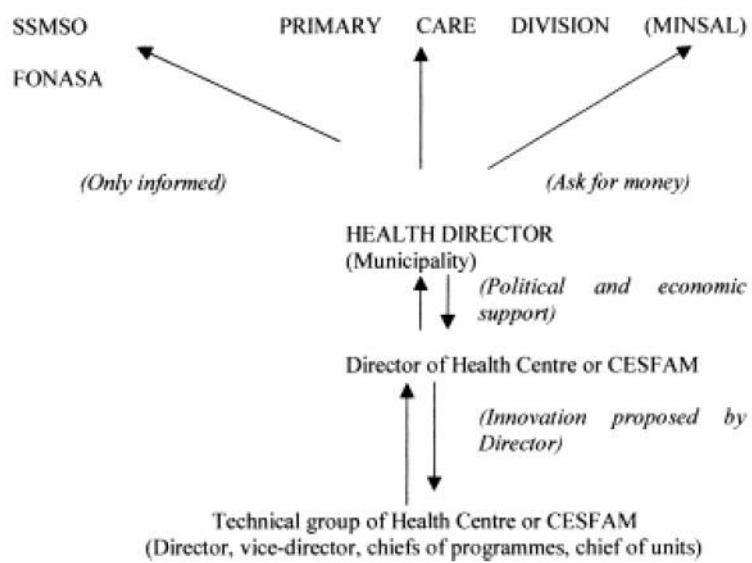 SSMSO PRIMARY CARE DIVISION (MINSAL)
FONASA
(Only informed) (Ask for money)
HEALTH DIRECTOR
(Municipality)
(Political and economic
support)
Director of Health Centre or CESFAM
(Innovation proposed by
Director)
Technical group of Health Centre or CESFAM
(Director, vice-director, chiefs of programmes, chief of units)